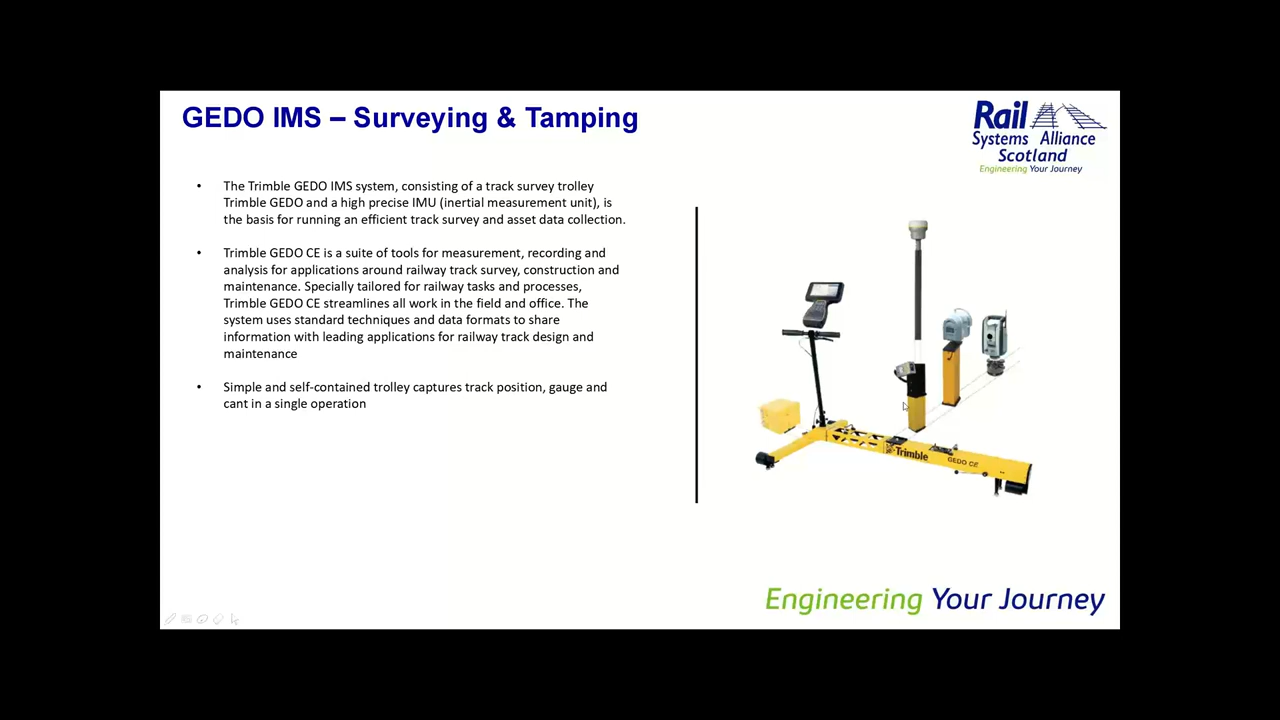 GEDO IMS – Surveying & Tamping
Rail
Systems Alliance
Scotland
Engineering Your Journey
• The Trimble GEDO IMS system, consisting of a track survey trolley
Trimble GEDO and a high precise IMU (inertial measurement unit), is
the basis for running an efficient track survey and asset data collection.
• Trimble GEDO CE is a suite of tools for measurement, recording and
analysis for applications around railway track survey, construction and
maintenance. Specially tailored for railway tasks and processes,
Trimble GEDO CE streamlines all work in the field and office. The
system uses standard techniques and data formats to share
information with leading applications for railway track design and
maintenance
• Simple and self-contained trolley captures track position, gauge and
cant in a single operation
Trimble
GEDO CE
Engineering Your Journey